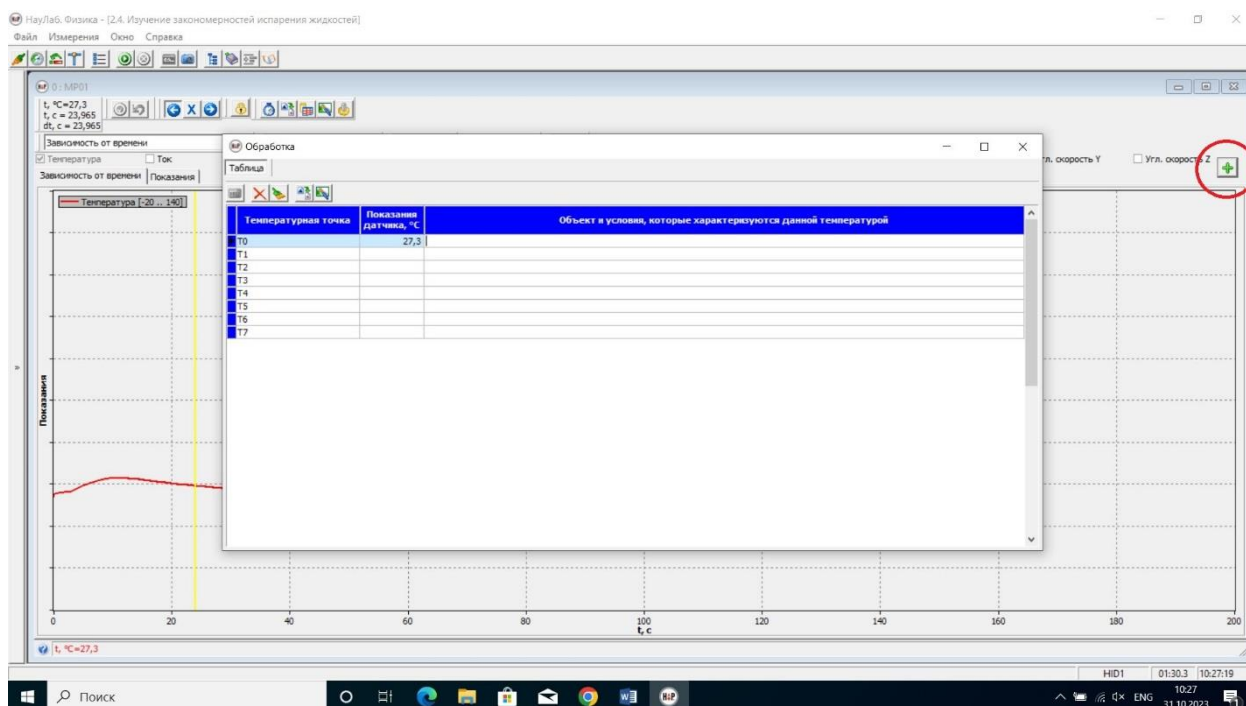 НауЛаб. Физика - [2.4. Изучение закономерностей испарения жидкостей]
Файл Измерения Окно Справка
0 : MP01
t, °C=27,3
t, c = 23,965
dt, c = 23,965
Зависимость от времени
Температура Ток
Угл. скорость Z
Зависимость от времени Показания
Температура [-20 .. 140]
Обработка
Таблица
Температурная точка Показания датчика, °C Объект и условия, которые характеризуются данной температурой
T0 27,3
T1
T2
T3
T4
T5
T6
T7
Показания
0 20 40 60 80 100 120 140 160 180 200
t, c
t, °C=27,3
HID1 01:30.3 10:27:19
Поиск
ENG
10:27
31.10.2023